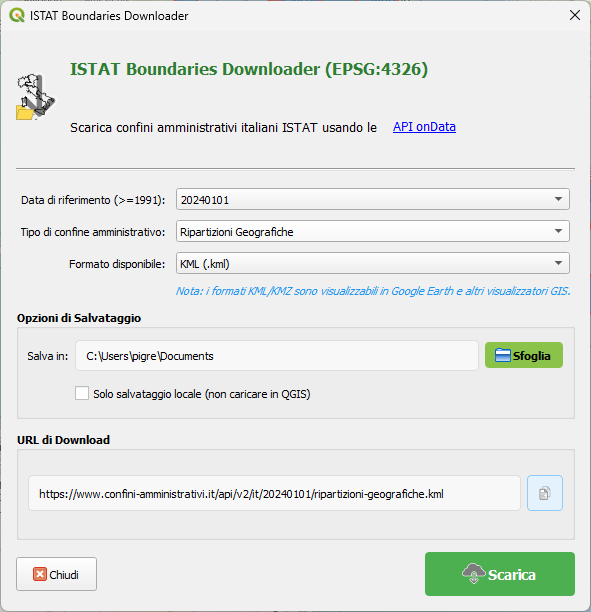 ISTAT Boundaries Downloader
ISTAT Boundaries Downloader (EPSG:4326)
Scarica confini amministrativi italiani ISTAT usando le API onData
Data di riferimento (>=1991): 20240101
Tipo di confine amministrativo: Ripartizioni Geografiche
Formato disponibile: KML (.kml)
Nota: i formati KML/KMZ sono visualizzabili in Google Earth e altri visualizzatori GIS.
Opzioni di Salvataggio
Salva in: C:\Users\pigre\Documents Sfoglia
Solo salvataggio locale (non caricare in QGIS)
URL di Download
https://www.confini-amministrativi.it/api/v2/it/20240101/ripartizioni-geografiche.kml
Chiudi Scarica